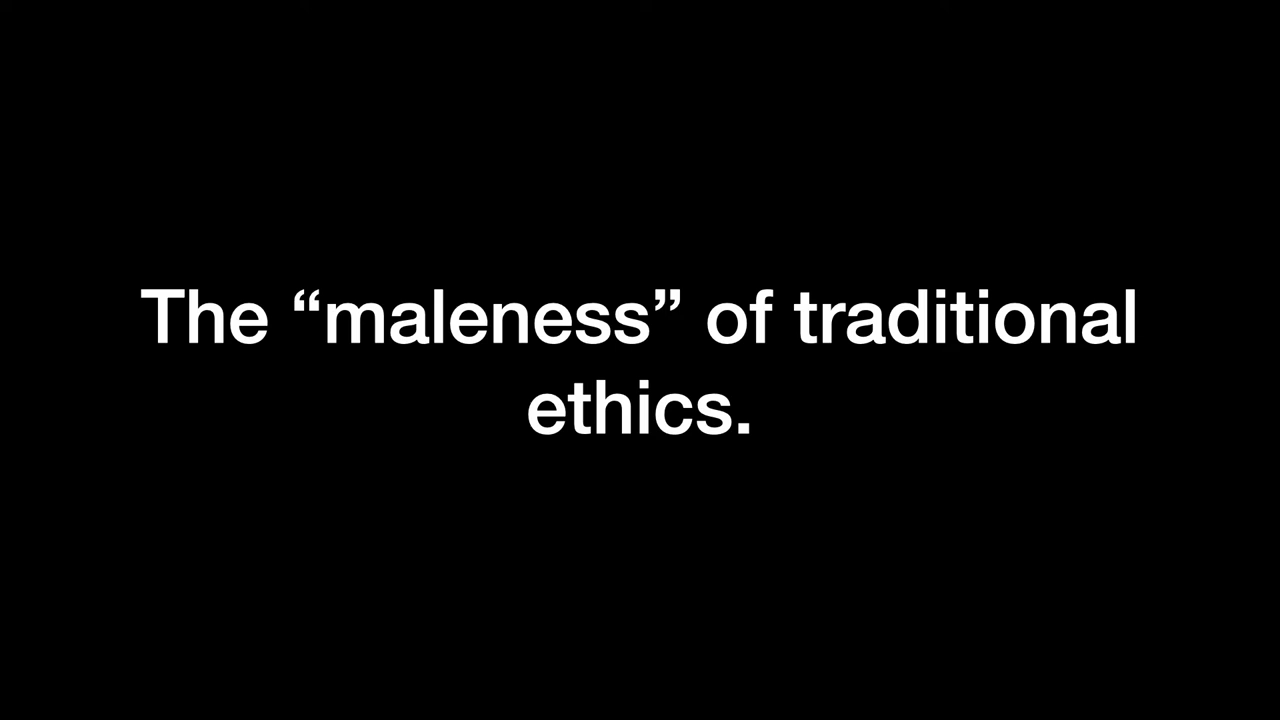 The “maleness” of traditional
ethics.